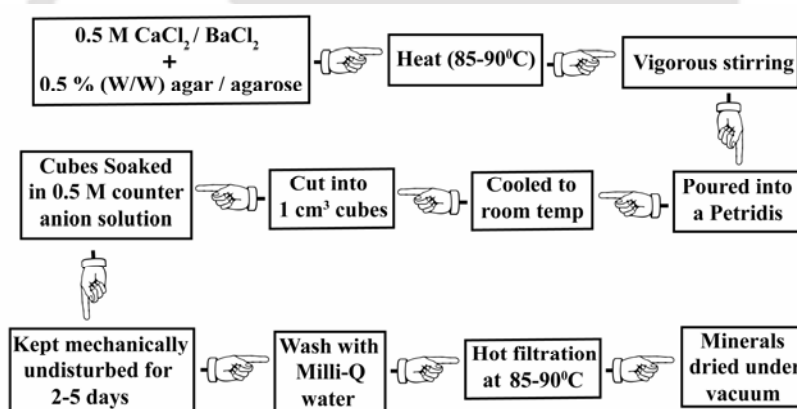 0.5 M CaCl₂ / BaCl₂
+
0.5 % (W/W) agar / agarose
Heat (85-90⁰C)
Vigorous stirring
Poured into
a Petridis
Cooled to
room temp
Cut into
1 cm³ cubes
Cubes Soaked
in 0.5 M counter
anion solution
Kept mechanically
undisturbed for
2-5 days
Wash with
Milli-Q
water
Hot filtration
at 85-90⁰C
Minerals
dried under
vacuum